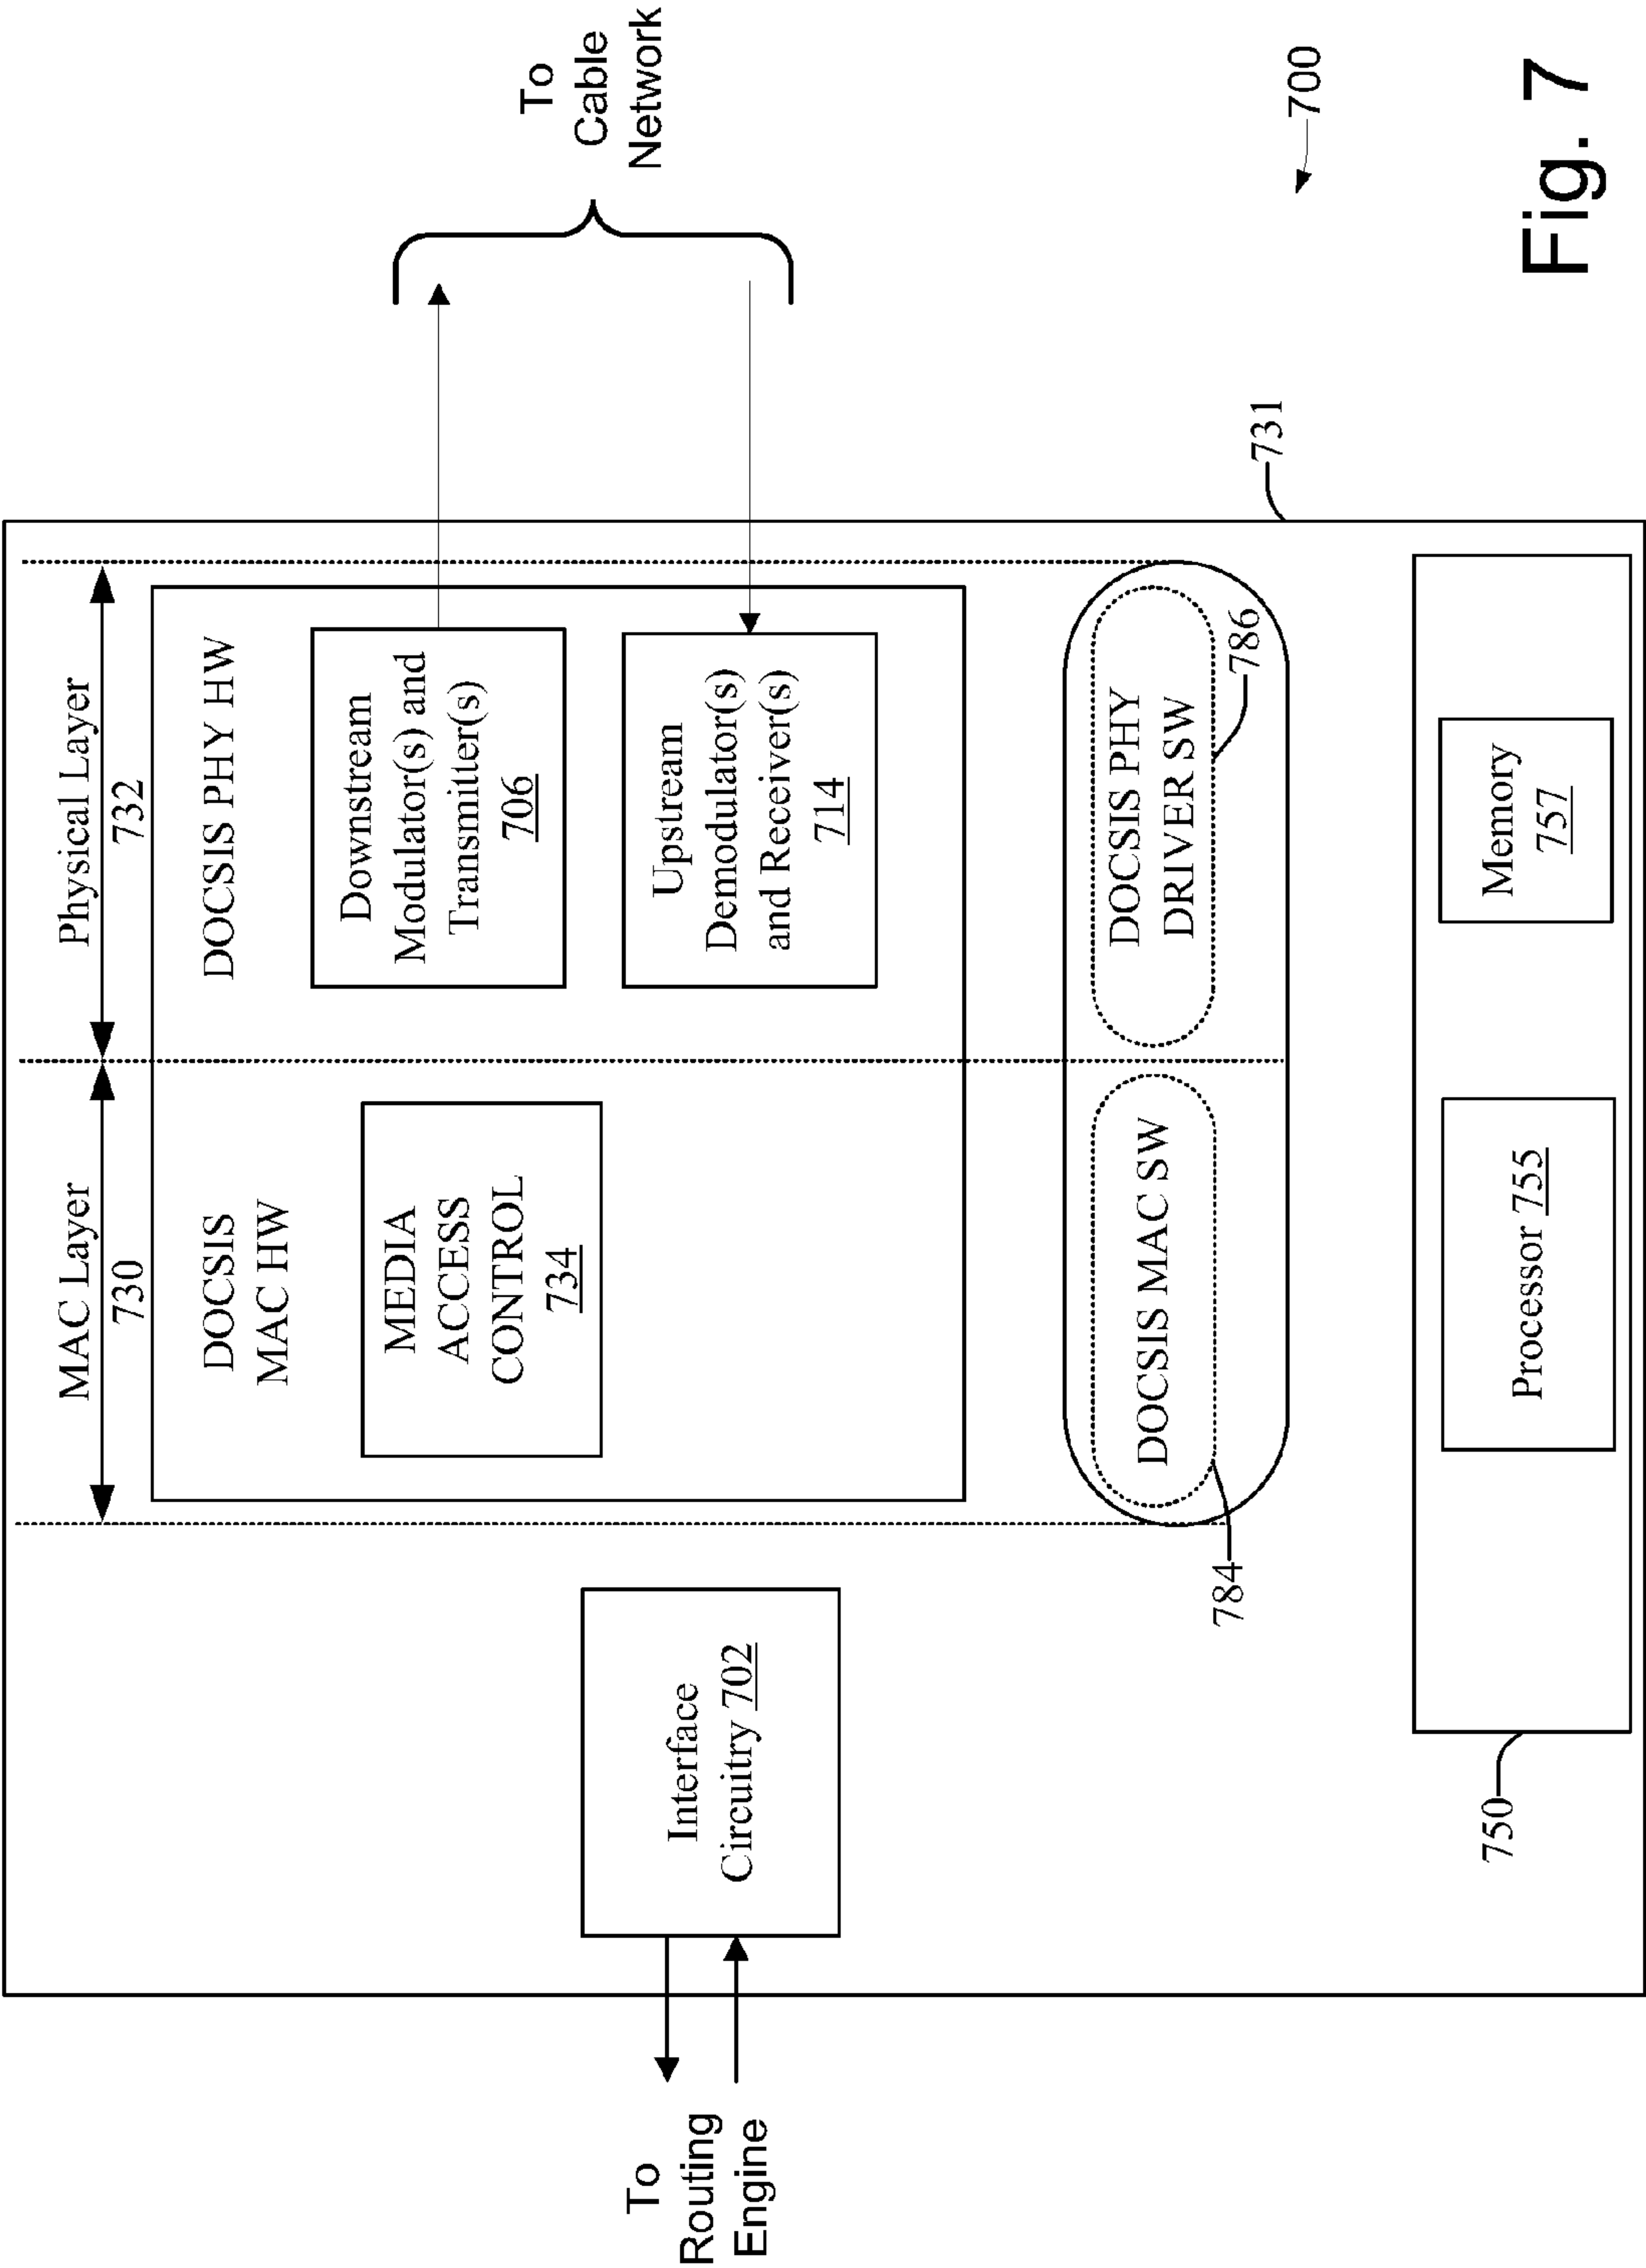 MAC Layer
730
Physical Layer
732
DOCSIS
MAC HW
DOCSIS PHY HW
MEDIA
ACCESS
CONTROL
734
Downstream
Modulator(s) and
Transmitter(s)
706
Upstream
Demodulator(s)
and Receiver(s)
714
To
Cable
Network
Interface
Circuitry 702
To
Routing
Engine
DOCSIS MAC SW
784
DOCSIS PHY
DRIVER SW
786
731
700
750
Processor 755
Memory
757
Fig. 7